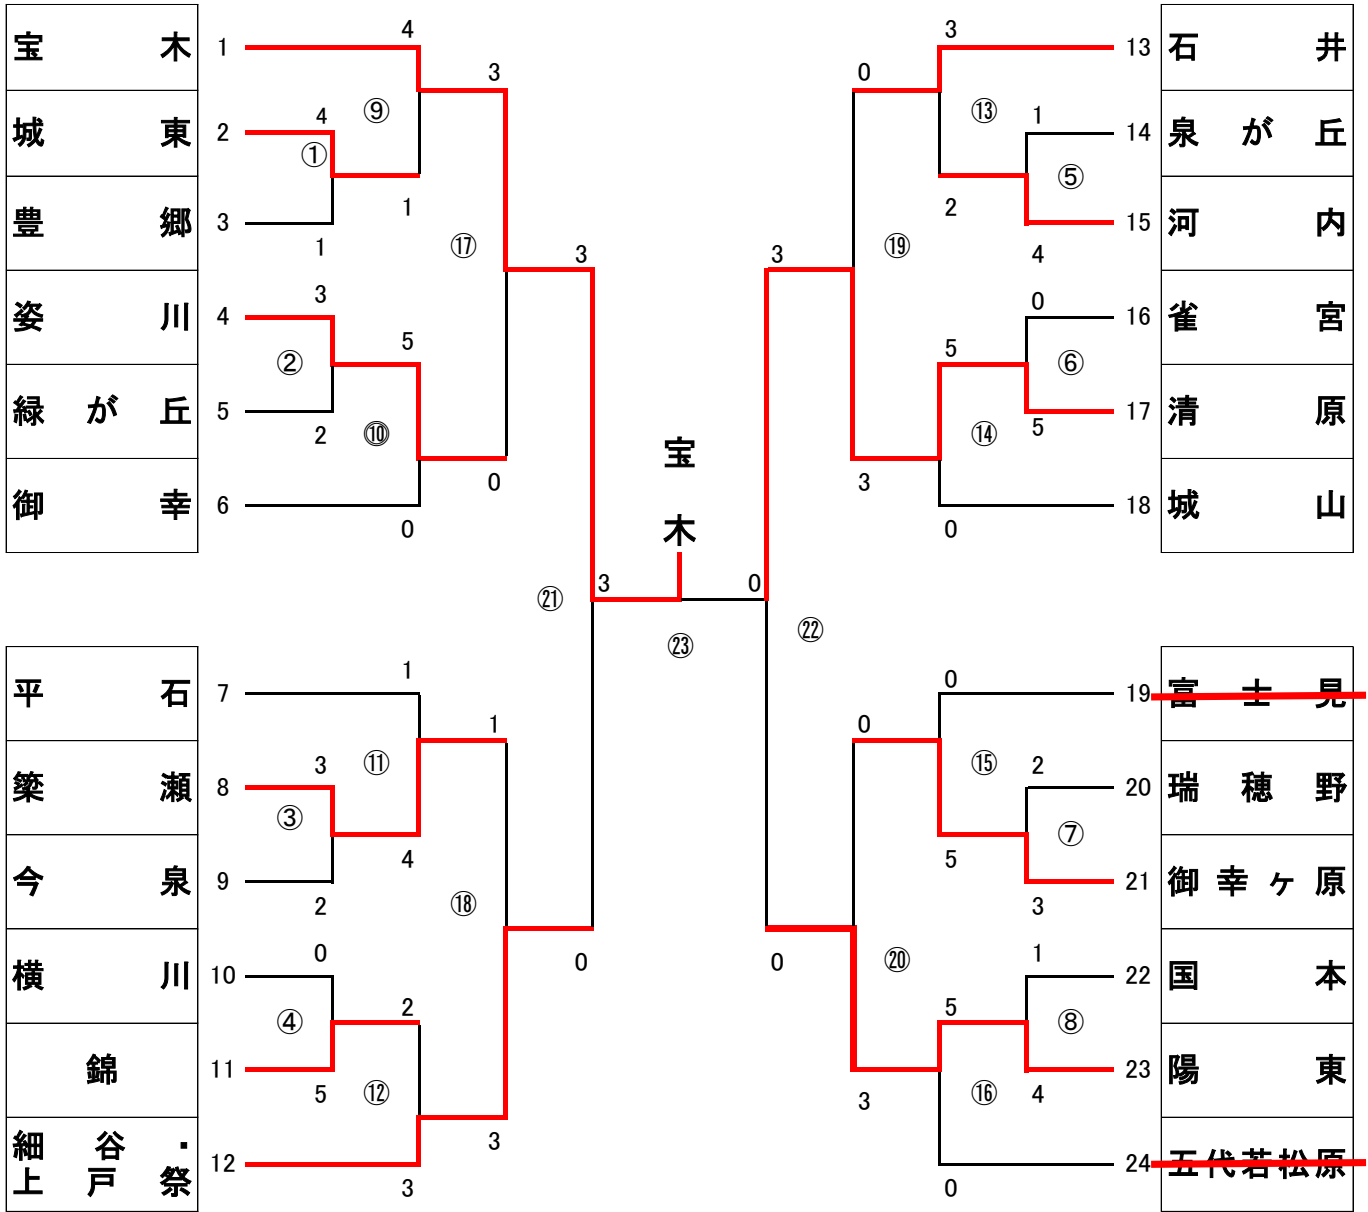 宝木 1
城東 2
豊郷 3
姿川 4
緑が丘 5
御幸 6
4
3
⑨
4
①
1
1
⑰
3
3
②
5
2
⑩
0
0
平石 7
簗瀬 8
今泉 9
横川 10
錦 11
細谷・
上戸祭 12
1
1
⑪
3
③
4
2
⑱
0
0
④
2
5
⑫
3
3
宝
木
㉑
3
0
㉓
㉒
13 石井
14 泉が丘
15 河内
16 雀宮
17 清原
18 城山
3
0
⑬
1
⑤
2
4
3
⑲
0
5
⑥
5
⑭
3
0
19 富士見
20 瑞穂野
21 御幸ヶ原
22 国本
23 陽東
24 五代若松原
0
0
⑮
2
⑦
5
3
0
⑳
1
5
⑧
3
⑯
4
0